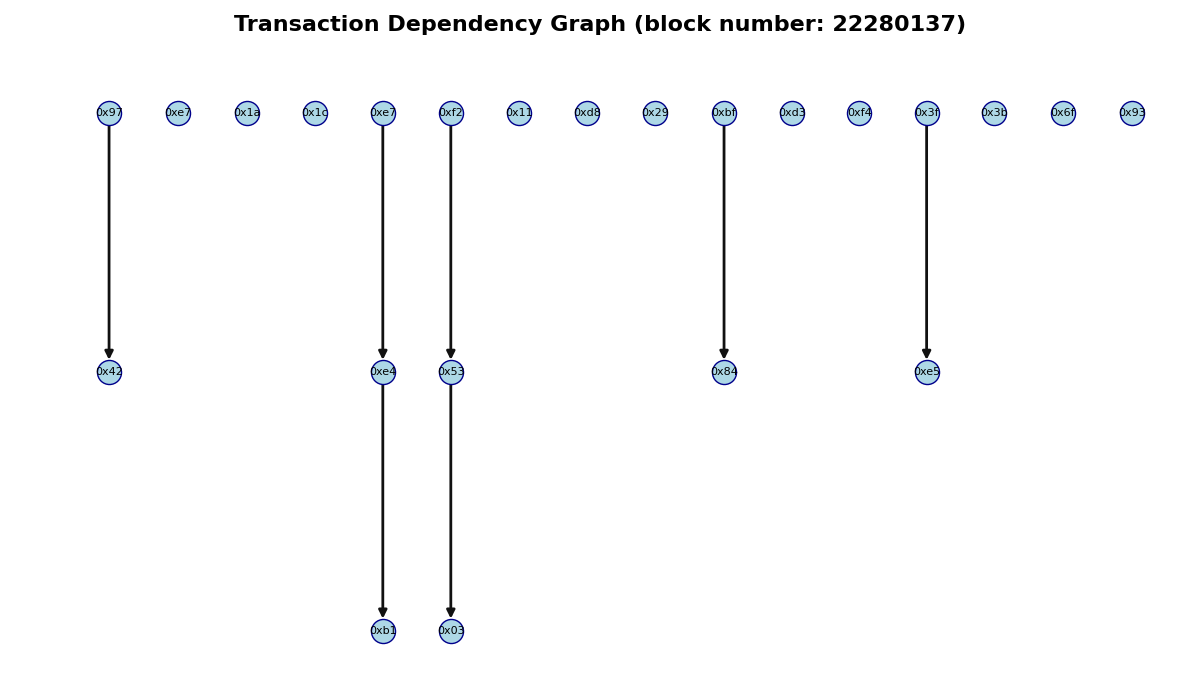 Transaction Dependency Graph (block number: 22280137)
0x97 0xe7 0x1a 0x1c 0xe7 0xf2 0x11 0xd8 0x29 0xbf 0xd3 0xf4 0x3f 0x3b 0x6f 0x93
0x42 0xe4 0x53 0x84 0xe5
0xb1 0x03